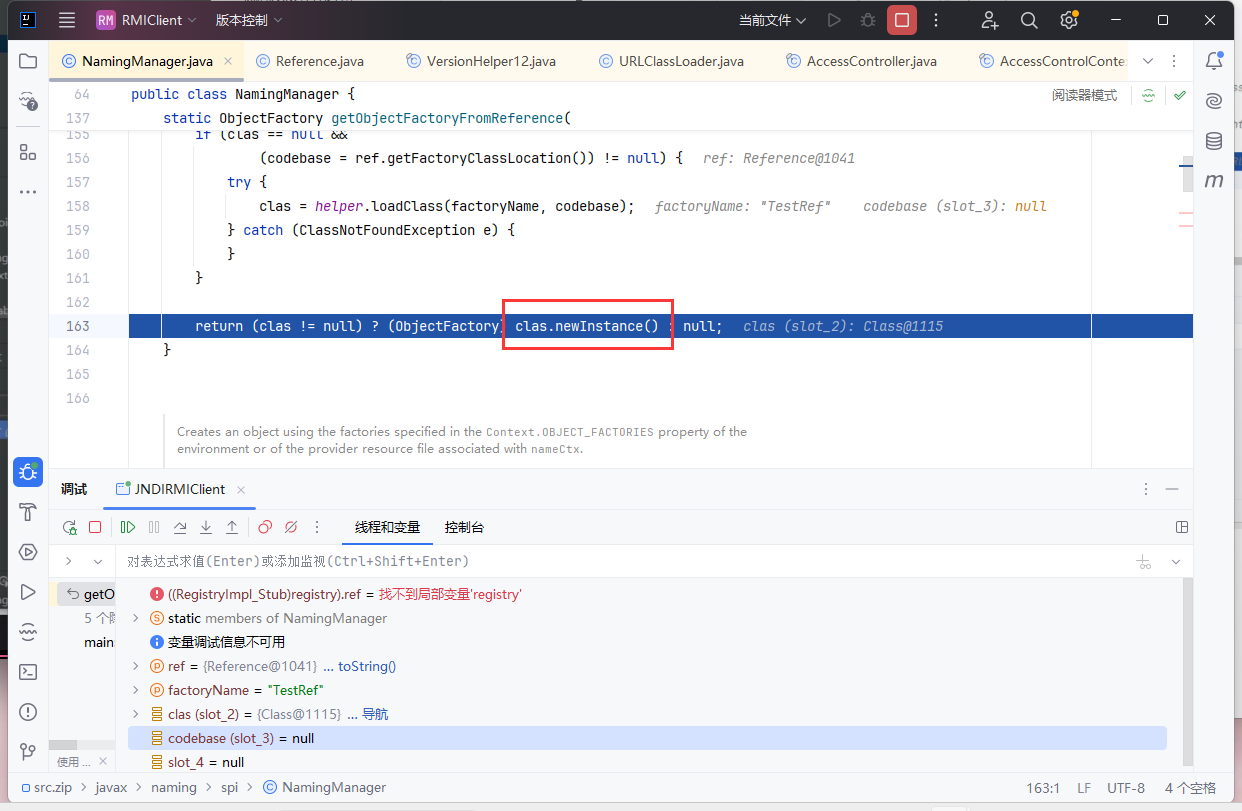 RM RMIClient 版本控制 当前文件
NamingManager.java Reference.java VersionHelper12.java URLClassLoader.java AccessController.java AccessControlConte
64 public class NamingManager {
阅读器模式
137 static ObjectFactory getObjectFactoryFromReference(
155 if (clas == null &&
156 (codebase = ref.getFactoryClassLocation()) != null) { ref: Reference@1041
157 try {
158 clas = helper.loadClass(factoryName, codebase); factoryName: "TestRef" codebase (slot_3): null
159 } catch (ClassNotFoundException e) {
160 }
161 }
162
163 return (clas != null) ? (ObjectFactory) clas.newInstance() : null; clas (slot_2): Class@1115
164 }
165
166
Creates an object using the factories specified in the Context.OBJECT_FACTORIES property of the
environment or of the provider resource file associated with nameCtx.
调试 JNDIRMIClient
线程和变量 控制台
对表达式求值(Enter)或添加监视(Ctrl+Shift+Enter)
getO
5 个
main:
使用 ...
((RegistryImpl_Stub)registry).ref = 找不到局部变量'registry'
static members of NamingManager
变量调试信息不可用
ref = {Reference@1041} ... toString()
factoryName = "TestRef"
clas (slot_2) = {Class@1115} ... 导航
codebase (slot_3) = null
slot_4 = null
src.zip > javax > naming > spi > NamingManager 163:1 LF UTF-8 4 个空格